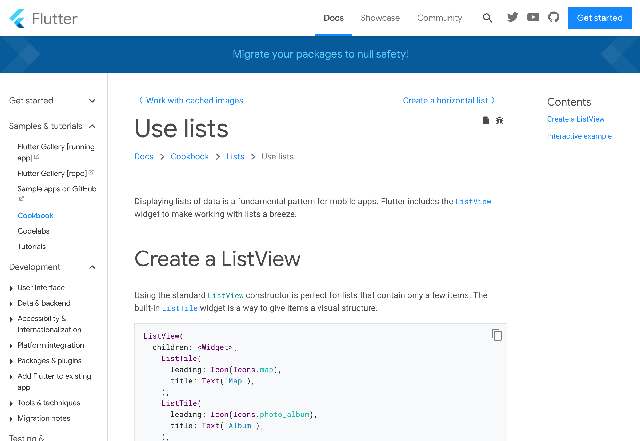 Flutter
Docs
Showcase
Community
Get started
Migrate your packages to null safety!
Get started
Samples & tutorials
Flutter Gallery [running
app]
Flutter Gallery [repo]
Sample apps on GitHub
Cookbook
Codelabs
Tutorials
Development
User interface
Data & backend
Accessibility &
internationalization
Platform integration
Packages & plugins
Add Flutter to existing
app
Tools & techniques
Migration notes
Testing &
〈 Work with cached images
Create a horizontal list 〉
Use lists
Docs > Cookbook > Lists > Use lists
Displaying lists of data is a fundamental pattern for mobile apps. Flutter includes the ListView
widget to make working with lists a breeze.
Create a ListView
Using the standard ListView constructor is perfect for lists that contain only a few items. The
built-in ListTile widget is a way to give items a visual structure.
ListView(
children: <Widget>[
ListTile(
leading: Icon(Icons.map),
title: Text('Map'),
),
ListTile(
leading: Icon(Icons.photo_album),
title: Text('Album'),
),
Contents
Create a ListView
Interactive example